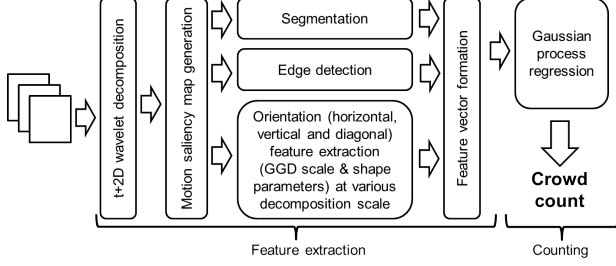 t+2D wavelet decomposition
Motion saliency map generation
Segmentation
Edge detection
Orientation (horizontal,
vertical and diagonal)
feature extraction
(GGD scale & shape
parameters) at various
decomposition scale
Feature vector formation
Gaussian
process
regression
Crowd
count
Feature extraction
Counting